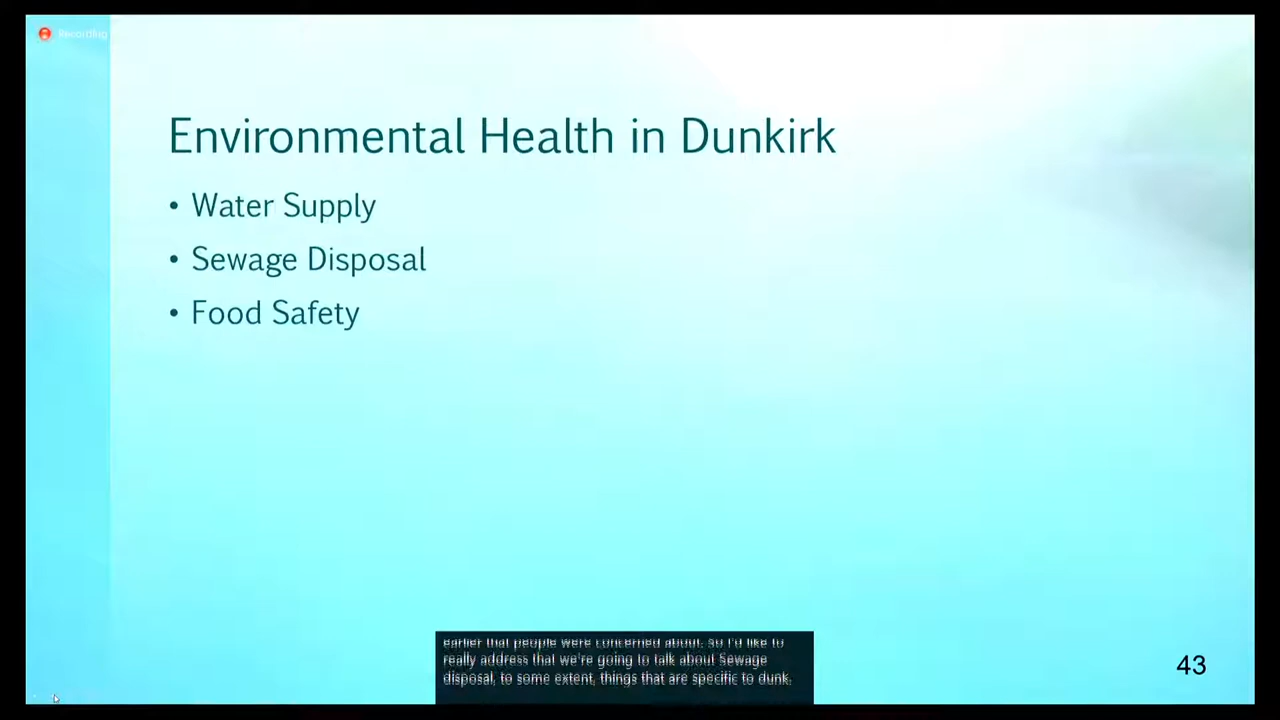 Recording
Environmental Health in Dunkirk
• Water Supply
• Sewage Disposal
• Food Safety
earlier that people were concerned about. So I'd like to
really address that we're going to talk about Sewage
disposal, to some extent, things that are specific to dunk.
43